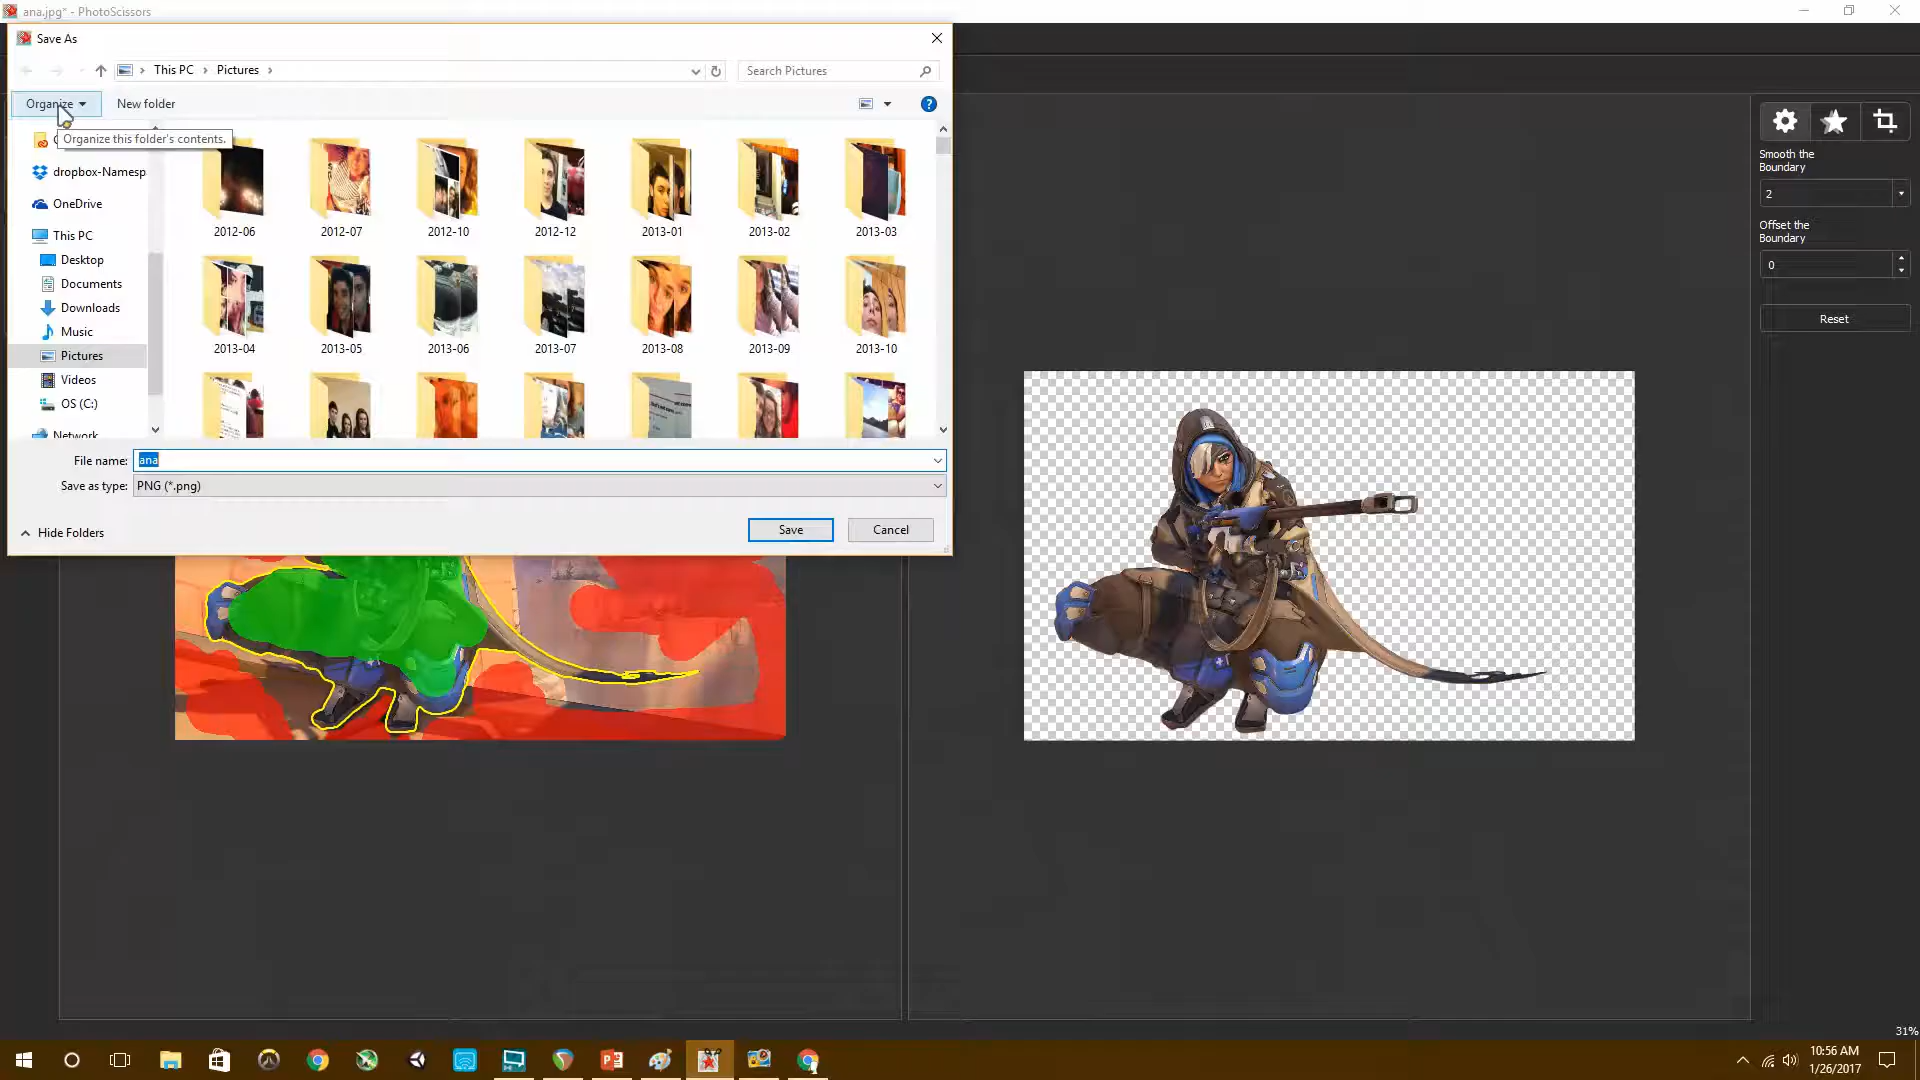 ana.jpg* - PhotoScissors
Save As
This PC
Pictures
Search Pictures
Organize
New folder
Organize this folder's contents.
dropbox-Namesp
OneDrive
This PC
Desktop
Documents
Downloads
Music
Pictures
Videos
OS (C:)
Network
2012-06
2012-07
2012-10
2012-12
2013-01
2013-02
2013-03
2013-04
2013-05
2013-06
2013-07
2013-08
2013-09
2013-10
File name:
ana
Save as type:
PNG (*.png)
Hide Folders
Save
Cancel
Smooth the
Boundary
2
Offset the
Boundary
0
Reset
31%
10:56 AM
1/26/2017